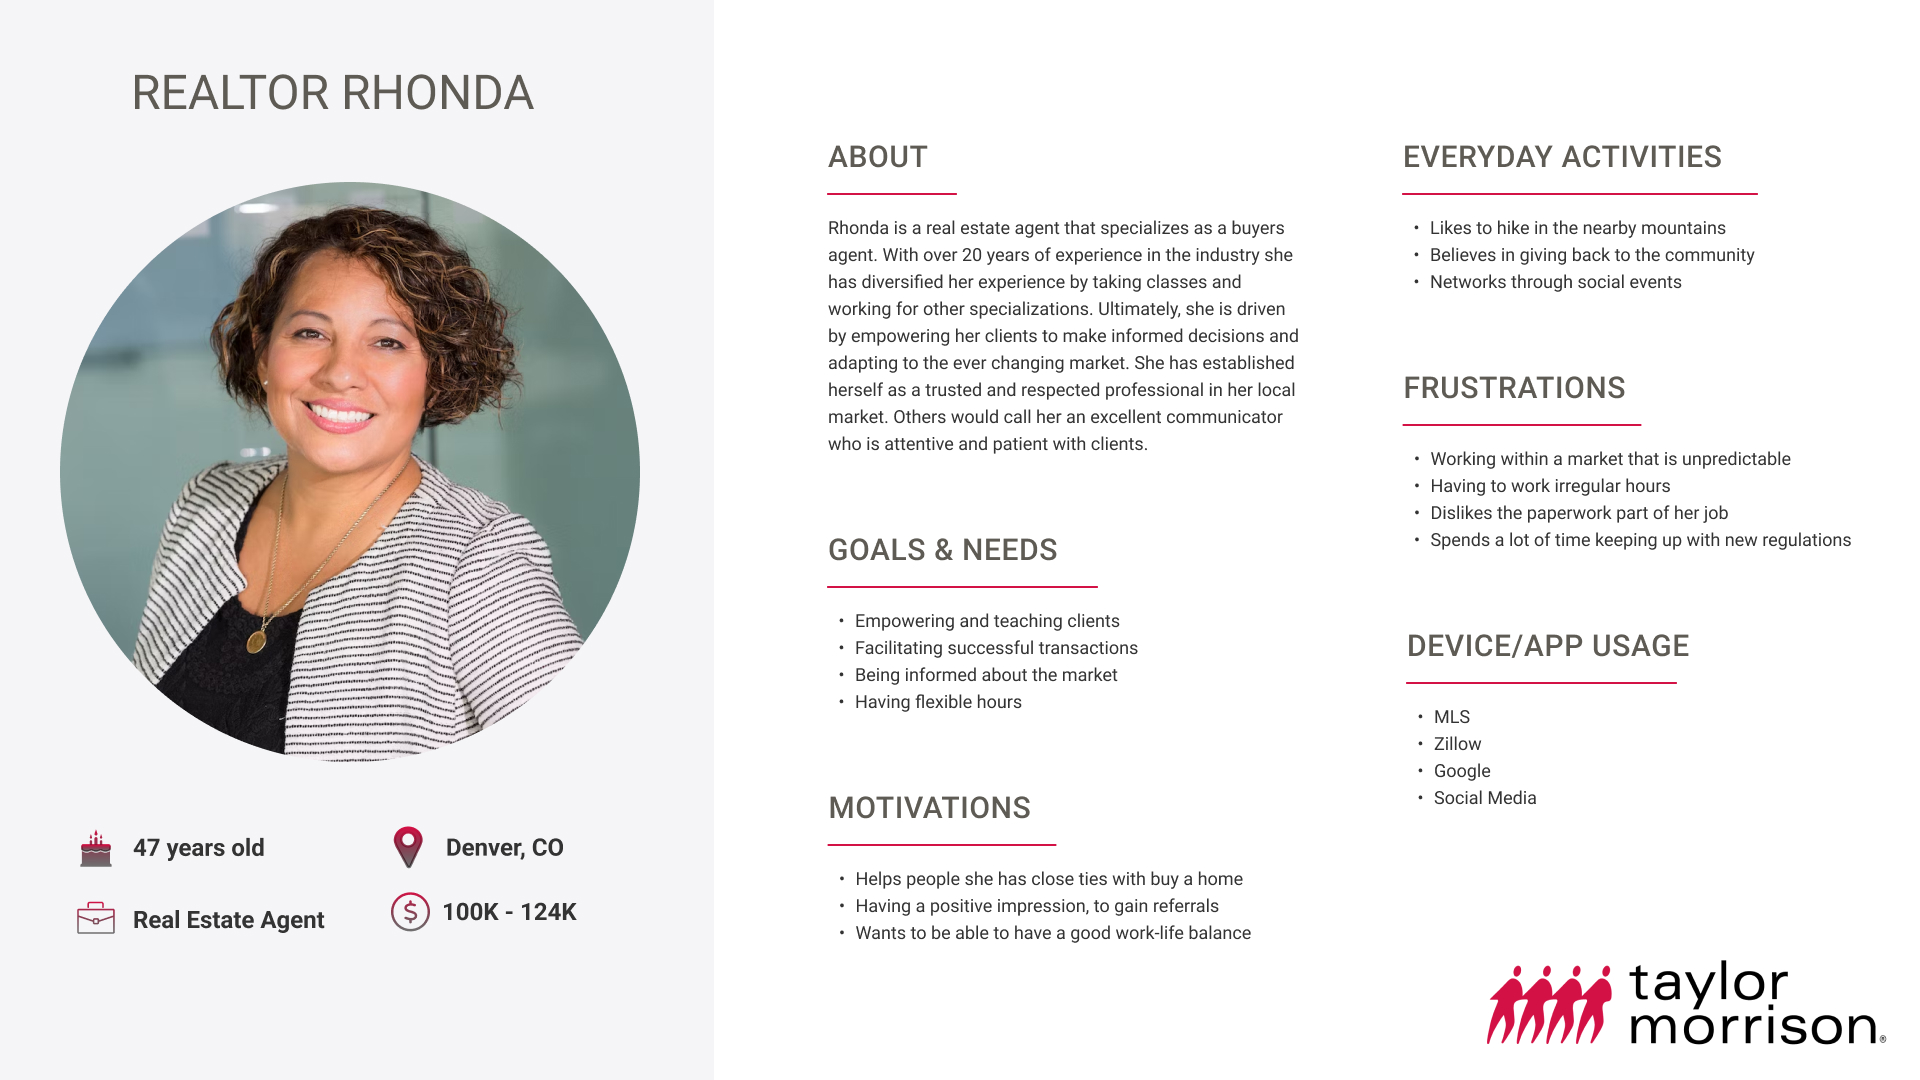 REALTOR RHONDA
47 years old
Denver, CO
Real Estate Agent
100K - 124K
ABOUT
Rhonda is a real estate agent that specializes as a buyers
agent. With over 20 years of experience in the industry she
has diversified her experience by taking classes and
working for other specializations. Ultimately, she is driven
by empowering her clients to make informed decisions and
adapting to the ever changing market. She has established
herself as a trusted and respected professional in her local
market. Others would call her an excellent communicator
who is attentive and patient with clients.
GOALS & NEEDS
• Empowering and teaching clients
• Facilitating successful transactions
• Being informed about the market
• Having flexible hours
MOTIVATIONS
• Helps people she has close ties with buy a home
• Having a positive impression, to gain referrals
• Wants to be able to have a good work-life balance
EVERYDAY ACTIVITIES
• Likes to hike in the nearby mountains
• Believes in giving back to the community
• Networks through social events
FRUSTRATIONS
• Working within a market that is unpredictable
• Having to work irregular hours
• Dislikes the paperwork part of her job
• Spends a lot of time keeping up with new regulations
DEVICE/APP USAGE
• MLS
• Zillow
• Google
• Social Media
taylor
morrison®